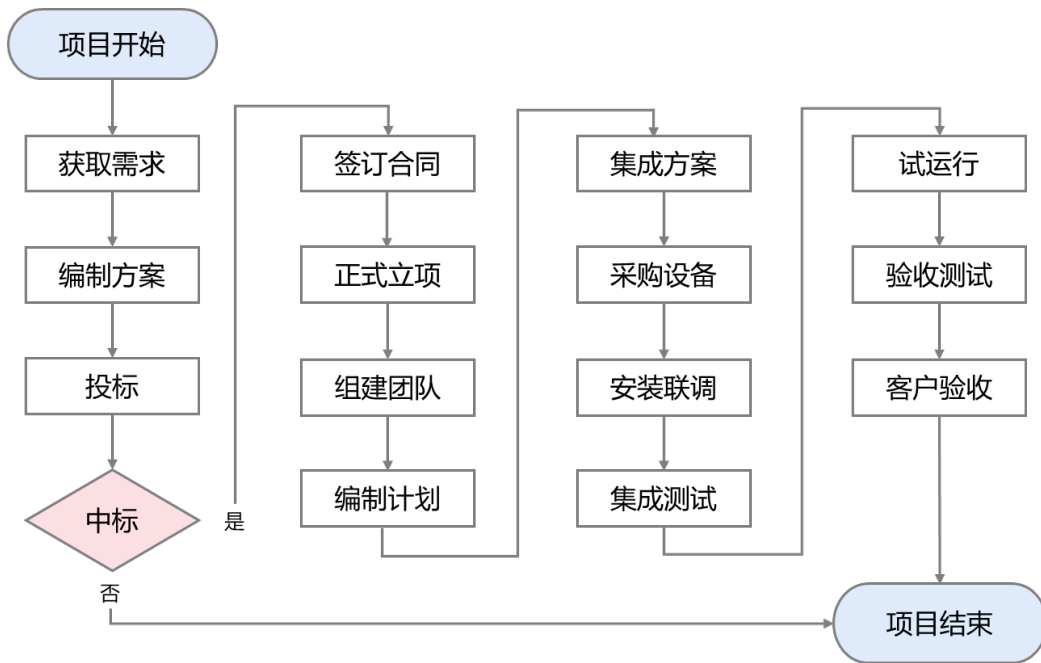 项目开始
获取需求
编制方案
投标
中标
是
否
签订合同
正式立项
组建团队
编制计划
集成方案
采购设备
安装联调
集成测试
试运行
验收测试
客户验收
项目结束